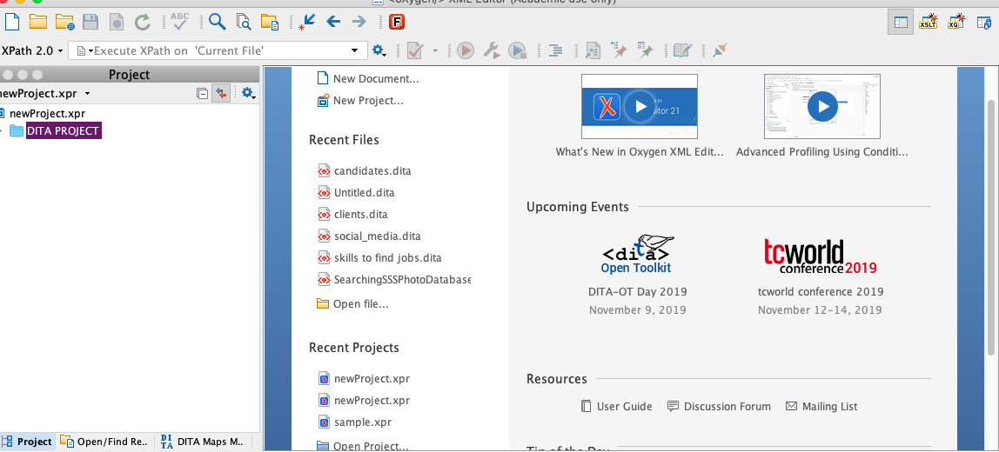 <oXygen/> XML Editor (Academic use only)
ABC
F
XSLT
XQ
XPath 2.0
Execute XPath on 'Current File'
Project
newProject.xpr
newProject.xpr
DITA PROJECT
Project
Open/Find Re..
DITA
DITA Maps M..
New Document...
New Project...
Recent Files
candidates.dita
Untitled.dita
clients.dita
social_media.dita
skills to find jobs.dita
SearchingSSSPhotoDatabase
Open file...
Recent Projects
newProject.xpr
newProject.xpr
sample.xpr
Open Project...
X
in
itor 21
What's New in Oxygen XML Edit...
Advanced Profiling Using Conditi...
Upcoming Events
<dita>
Open Toolkit
DITA-OT Day 2019
November 9, 2019
tcworld
conference 2019
tcworld conference 2019
November 12-14, 2019
Resources
User Guide
Discussion Forum
Mailing List
Tip of the Day